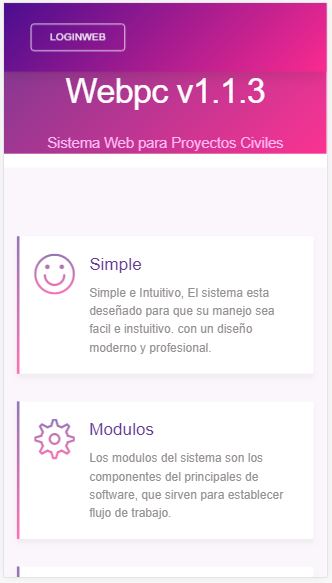 LOGINWEB
Webpc v1.1.3
Sistema Web para Proyectos Civiles
Simple
Simple e Intuitivo, El sistema esta
deseñado para que su manejo sea
facil e instuitivo. con un diseño
moderno y profesional.
Modulos
Los modulos del sistema son los
componentes del principales de
software, que sirven para establecer
flujo de trabajo.